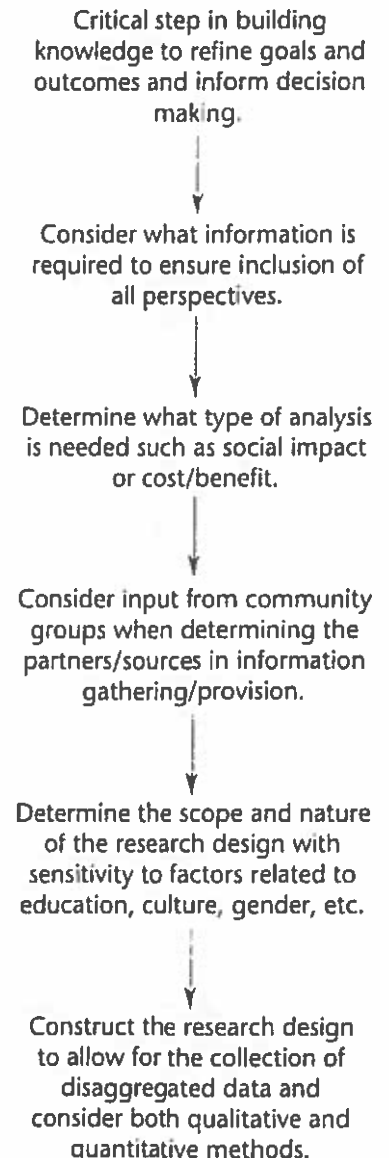 Critical step in building
knowledge to refine goals and
outcomes and inform decision
making.
Consider what information is
required to ensure inclusion of
all perspectives.
Determine what type of analysis
is needed such as social impact
or cost/benefit.
Consider input from community
groups when determining the
partners/sources in information
gathering/provision.
Determine the scope and nature
of the research design with
sensitivity to factors related to
education, culture, gender, etc.
Construct the research design
to allow for the collection of
disaggregated data and
consider both qualitative and
quantitative methods.